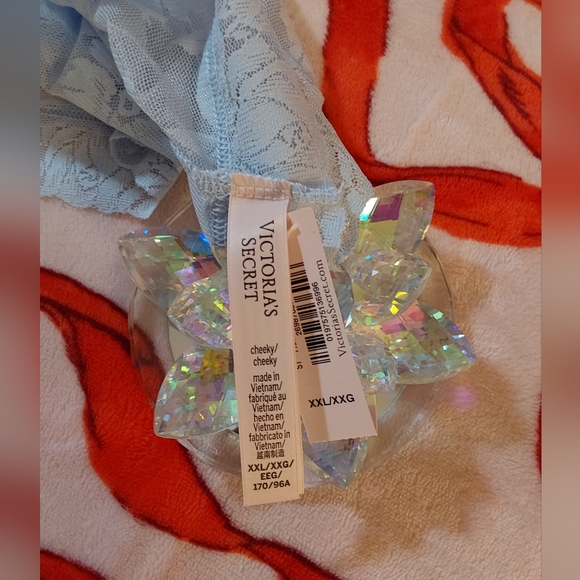 VICTORIA'S
SECRET
cheeky/
cheeky
made in
Vietnam/
fabriqué au
Vietnam/
hecho en
Vietnam/
fabbricato in
Vietnam/
越南制造
XXL/XXG/
EEG/
170/96A
VictoriasSecret.com
0197575136996
XXL/XXG